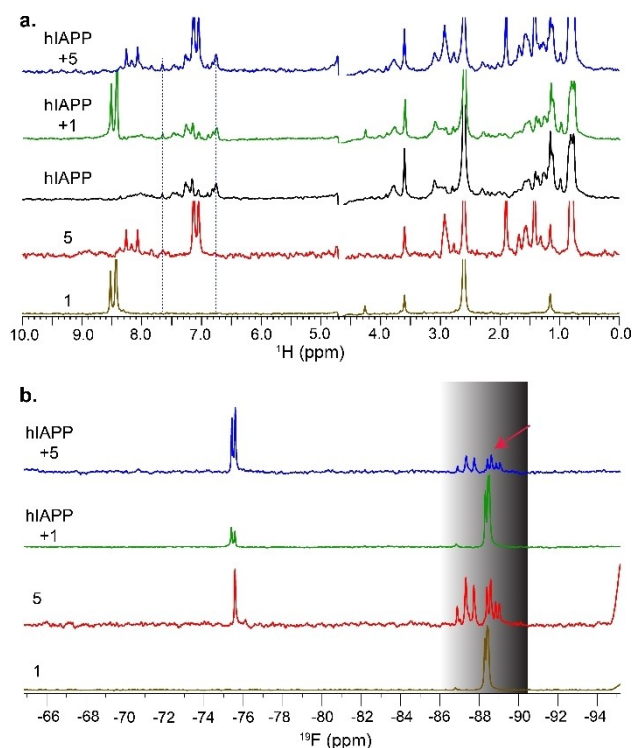 a.
hIAPP
+5
hIAPP
+1
hIAPP
5
1
10.0 9.0 8.0 7.0 6.0 5.0 4.0 3.0 2.0 1.0 0.0
¹H (ppm)
b.
hIAPP
+5
hIAPP
+1
5
1
-66 -68 -70 -72 -74 -76 -78 -80 -82 -84 -86 -88 -90 -92 -94
¹⁹F (ppm)